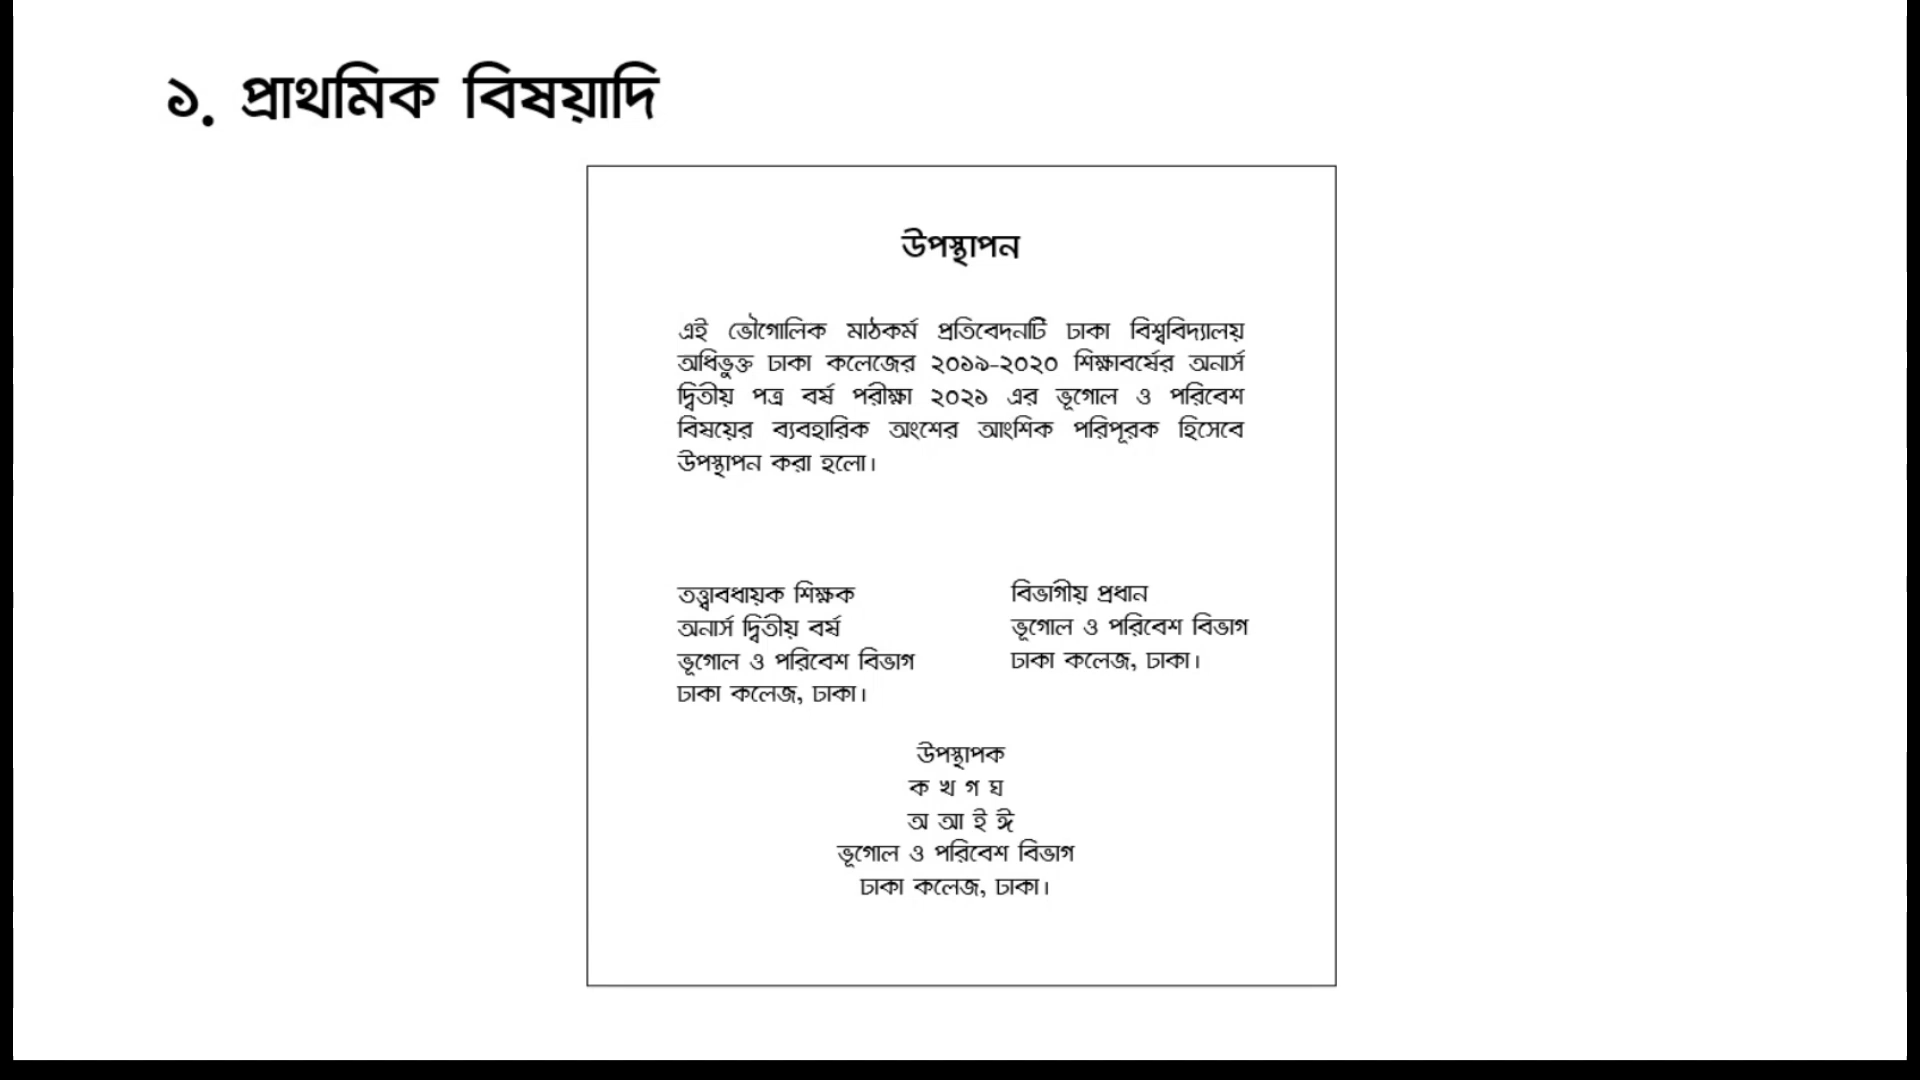 ১. প্রাথমিক বিষয়াদি
উপস্থাপন
এই ভৌগোলিক মাঠকর্ম প্রতিবেদনটি ঢাকা বিশ্ববিদ্যালয়
অধিভুক্ত ঢাকা কলেজের ২০১৯-২০২০ শিক্ষাবর্ষের অনার্স
দ্বিতীয় পত্র বর্ষ পরীক্ষা ২০২১ এর ভূগোল ও পরিবেশ
বিষয়ের ব্যবহারিক অংশের আংশিক পরিপূরক হিসেবে
উপস্থাপন করা হলো।
তত্ত্বাবধায়ক শিক্ষক
অনার্স দ্বিতীয় বর্ষ
ভূগোল ও পরিবেশ বিভাগ
ঢাকা কলেজ, ঢাকা।
বিভাগীয় প্রধান
ভূগোল ও পরিবেশ বিভাগ
ঢাকা কলেজ, ঢাকা।
উপস্থাপক
ক খ গ ঘ
অ আ ই ঈ
ভূগোল ও পরিবেশ বিভাগ
ঢাকা কলেজ, ঢাকা।